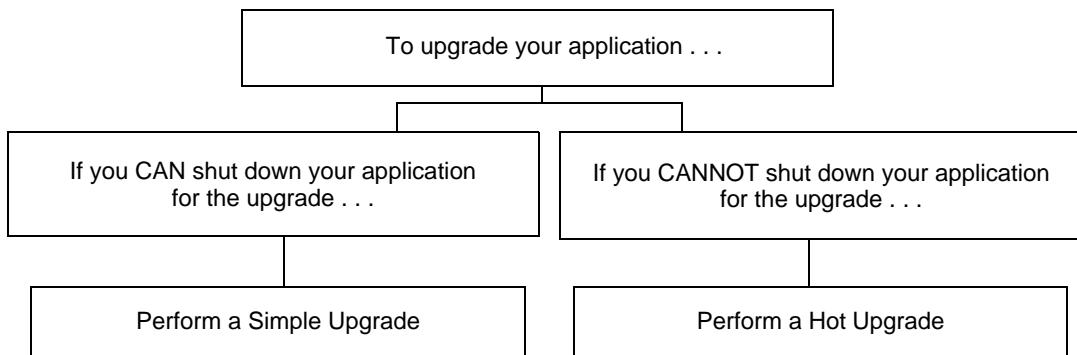 To upgrade your application . . .
If you CAN shut down your application
for the upgrade . . .
If you CANNOT shut down your application
for the upgrade . . .
Perform a Simple Upgrade
Perform a Hot Upgrade